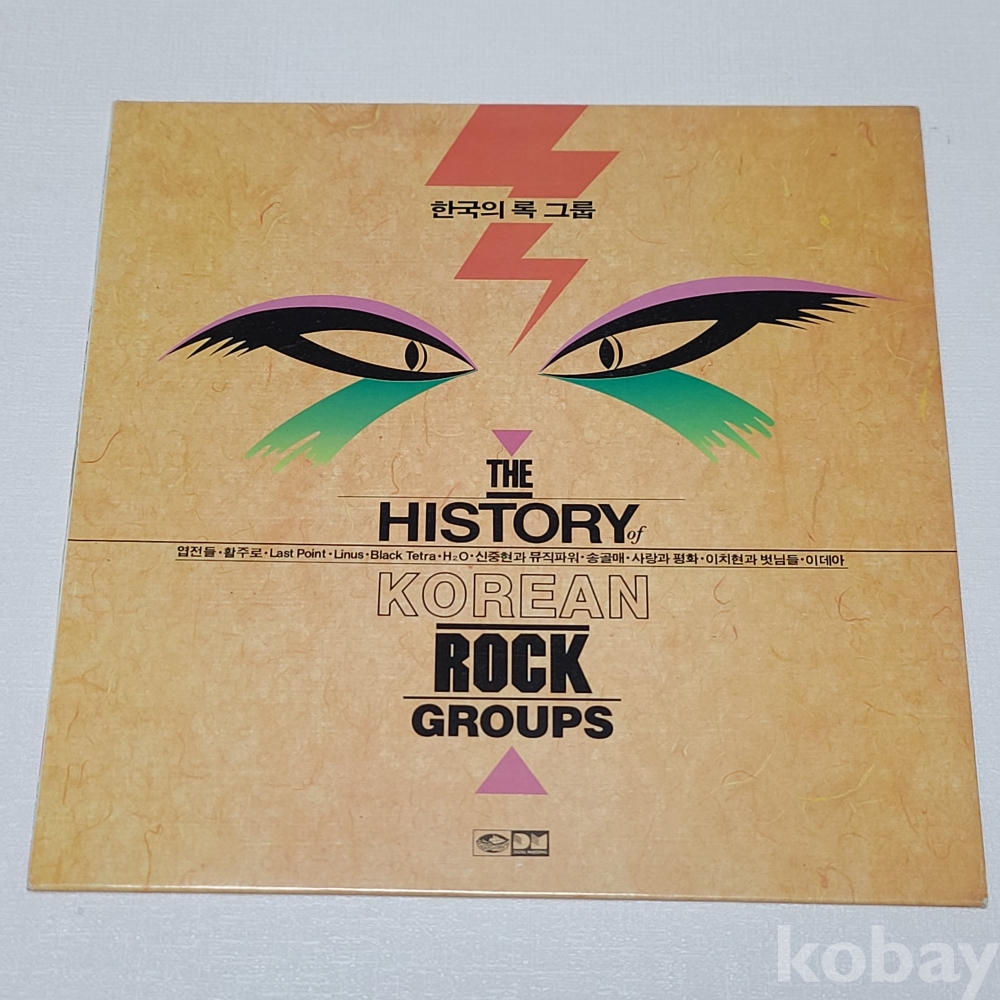 한국의 록 그룹
THE
HISTORY of
엽전들·활주로·Last Point·Linus·Black Tetra·H₂O·신중현과 뮤직파워·송골매·사랑과 평화·이치현과 벗님들·이데아
KOREAN
ROCK
GROUPS
DM
kobay